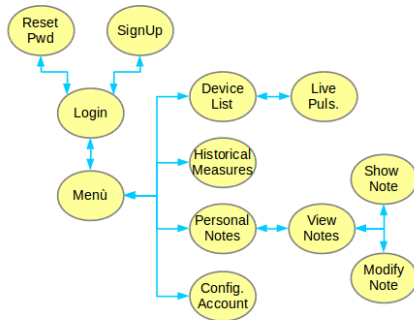 Reset
Pwd
SignUp
Login
Menù
Device
List
Live
Puls.
Historical
Measures
Personal
Notes
View
Notes
Show
Note
Modify
Note
Config.
Account